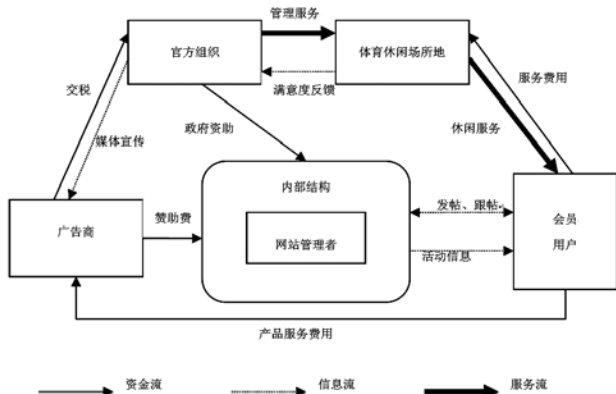 管理服务
官方组织
体育休闲场所地
交税
满意度反馈
服务费用
媒体宣传
政府资助
休闲服务
内部结构
广告商
赞助费
网站管理者
发帖、跟帖
会员
用户
活动信息
产品服务费用
资金流
信息流
服务流